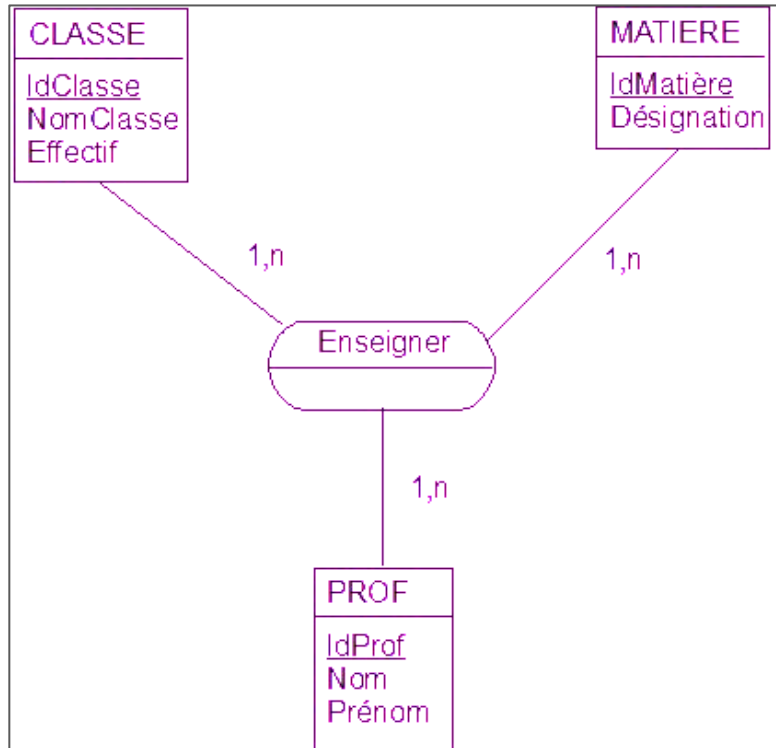 CLASSE
IdClasse
NomClasse
Effectif
MATIERE
IdMatière
Désignation
1,n
1,n
Enseigner
1,n
PROF
IdProf
Nom
Prénom